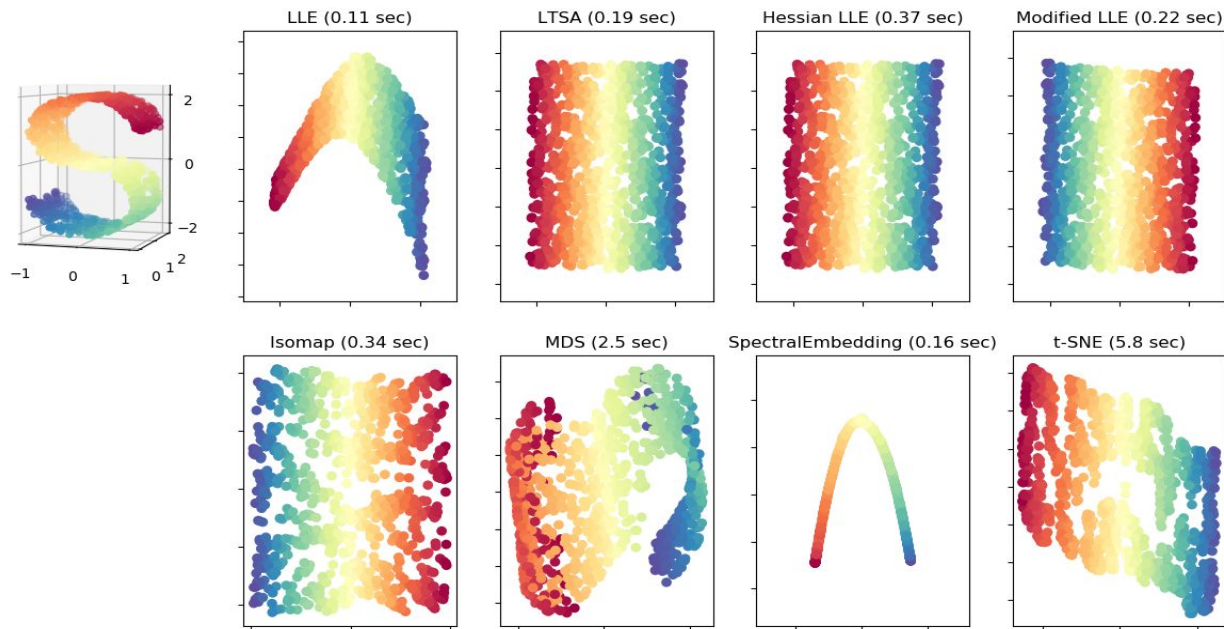 LLE (0.11 sec)
LTSA (0.19 sec)
Hessian LLE (0.37 sec)
Modified LLE (0.22 sec)
2
0
−2
−1
0
1
0
1
2
Isomap (0.34 sec)
MDS (2.5 sec)
SpectralEmbedding (0.16 sec)
t-SNE (5.8 sec)